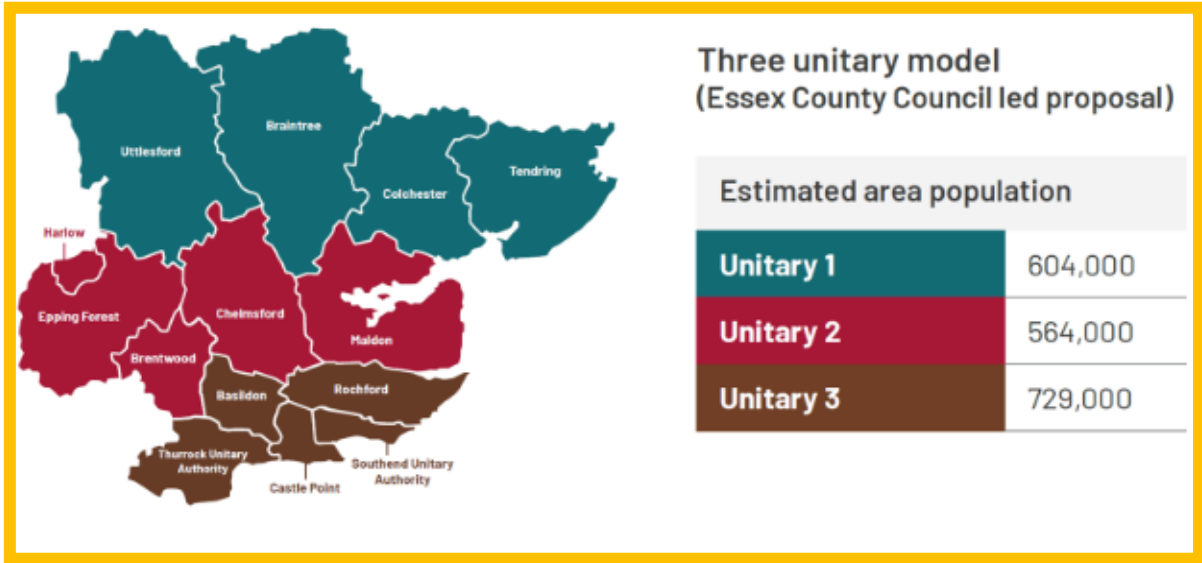 Three unitary model
(Essex County Council led proposal)
Estimated area population
Unitary 1 604,000
Unitary 2 564,000
Unitary 3 729,000
Uttlesford
Braintree
Colchester
Tendring
Harlow
Epping Forest
Chelmsford
Maldon
Brentwood
Basildon
Rochford
Thurrock Unitary
Authority
Castle Point
Southend Unitary
Authority